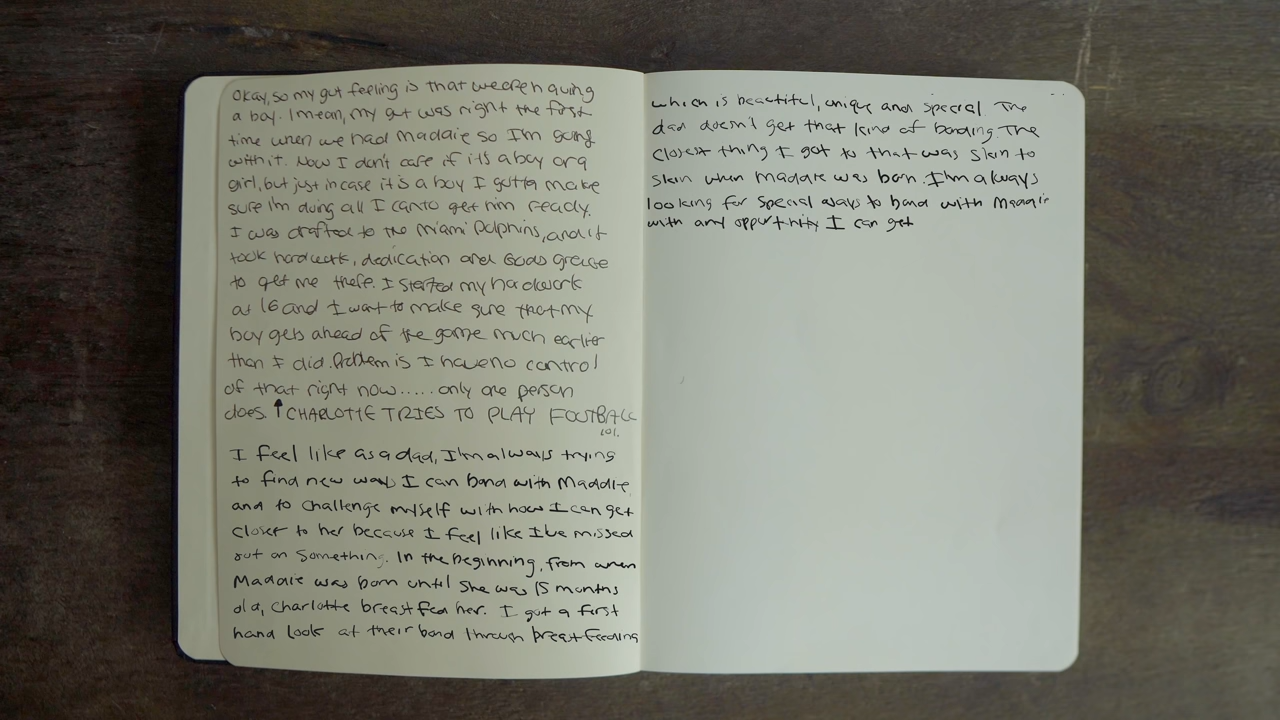 Okay, so my gut feeling is that we are having
a boy. I mean, my gut was right the first
time when we had Maddie so I'm going
with it. Now I don't care if its a boy or a
girl, but just in case it is a boy I gotta make
sure I'm doing all I can to get him ready.
I was drafted to the Miami Dolphins, and it
took hardwork, dedication and Gods grease
to get me there. I started my hadwork
at 16 and I want to make sure that my
boy gets ahead of the game much earlier
than I did. Problem is I have no control
of that right now..... only one person
does. ↑ CHARLOTTE TRIES TO PLAY FOOTBALL
lol.
I feel like as a dad, I'm always trying
to find new ways I can bond with Maddie
and to challenge myself with how I can get
closer to her because I feel like I've missed
out on something. In the beginning, from when
Maddie was born until she was 15 months
old, Charlotte breastfed her. I got a first
hand look at their bond through breastfeeding
which is beautiful, unique and special. The
dad doesn't get that kind of bonding. The
closest thing I got to that was skin to
skin when Maddie was born. I'm always
looking for special ways to bond with Maddie
with any oppurtnity I can get